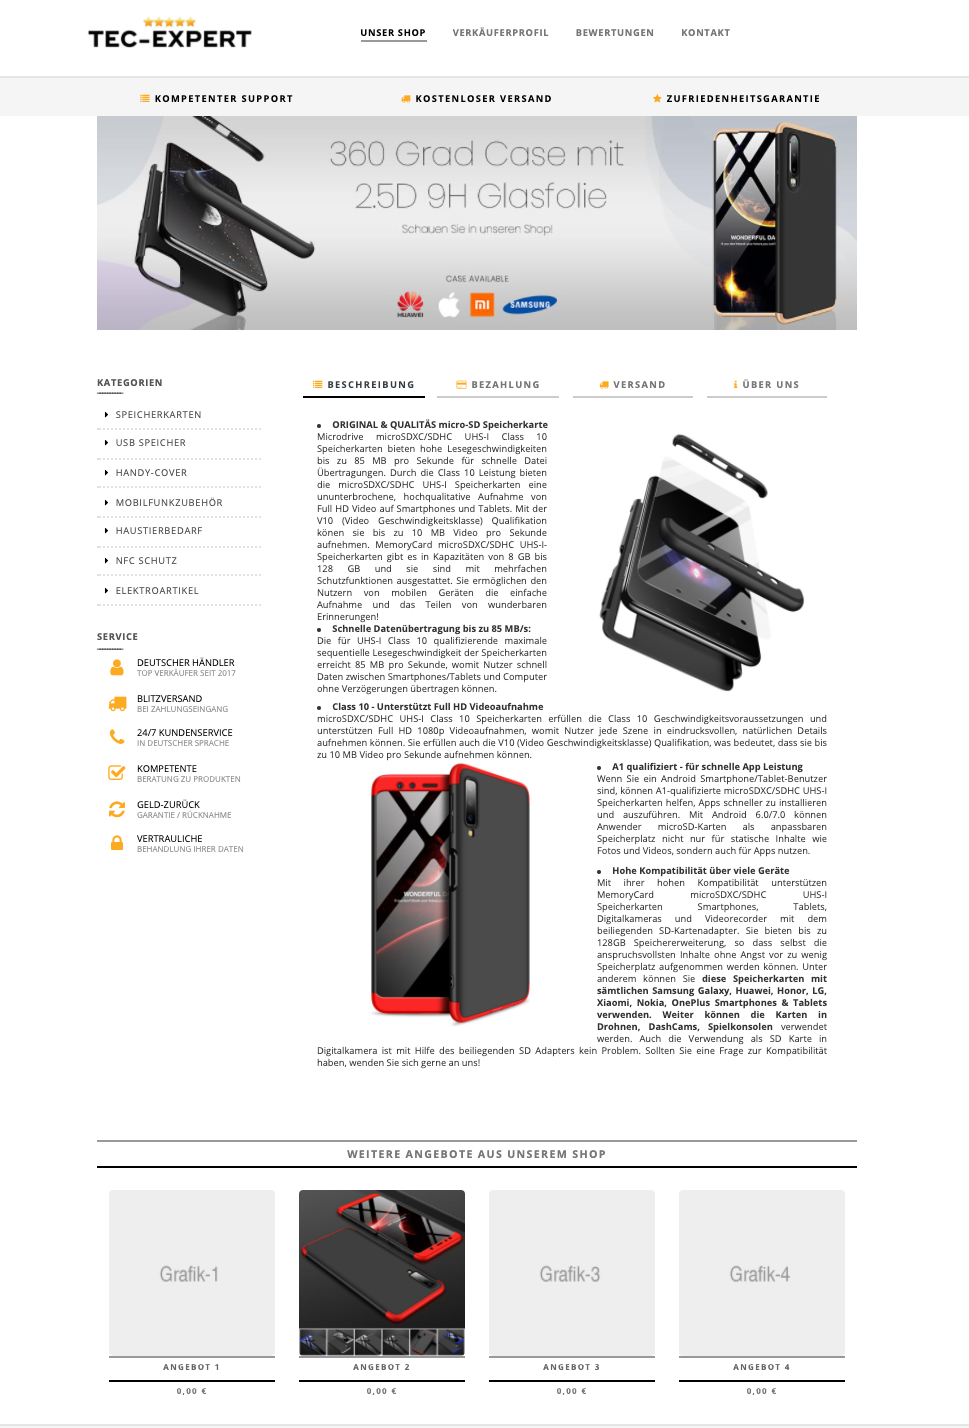 TEC-EXPERT
UNSER SHOP VERKÄUFERPROFIL BEWERTUNGEN KONTAKT
KOMPETENTER SUPPORT KOSTENLOSER VERSAND ZUFRIEDENHEITSGARANTIE
360 Grad Case mit
2.5D 9H Glasfolie
Schauen Sie in unseren Shop!
CASE AVAILABLE
HUAWEI
mi
SAMSUNG
WONDERFUL DA
KATEGORIEN
SPEICHERKARTEN
USB SPEICHER
HANDY-COVER
MOBILFUNKZUBEHÖR
HAUSTIERBEDARF
NFC SCHUTZ
ELEKTROARTIKEL
SERVICE
DEUTSCHER HÄNDLER
TOP VERKÄUFER SEIT 2017
BLITZVERSAND
BEI ZAHLUNGSEINGANG
24/7 KUNDENSERVICE
IN DEUTSCHER SPRACHE
KOMPETENTE
BERATUNG ZU PRODUKTEN
GELD-ZURÜCK
GARANTIE / RÜCKNAHME
VERTRAULICHE
BEHANDLUNG IHRER DATEN
BESCHREIBUNG BEZAHLUNG VERSAND ÜBER UNS
• ORIGINAL & QUALITÄS micro-SD Speicherkarte
Microdrive microSDXC/SDHC UHS-I Class 10
Speicherkarten bieten hohe Lesegeschwindigkeiten
bis zu 85 MB pro Sekunde für schnelle Datei
Übertragungen. Durch die Class 10 Leistung bieten
die microSDXC/SDHC UHS-I Speicherkarten eine
ununterbrochene, hochqualitative Aufnahme von
Full HD Video auf Smartphones und Tablets. Mit der
V10 (Video Geschwindigkeitsklasse) Qualifikation
könen sie bis zu 10 MB Video pro Sekunde
aufnehmen. MemoryCard microSDXC/SDHC UHS-I-
Speicherkarten gibt es in Kapazitäten von 8 GB bis
128 GB und sie sind mit mehrfachen
Schutzfunktionen ausgestattet. Sie ermöglichen den
Nutzern von mobilen Geräten die einfache
Aufnahme und das Teilen von wunderbaren
Erinnerungen!
• Schnelle Datenübertragung bis zu 85 MB/s:
Die für UHS-I Class 10 qualifizierende maximale
sequentielle Lesegeschwindigkeit der Speicherkarten
erreicht 85 MB pro Sekunde, womit Nutzer schnell
Daten zwischen Smartphones/Tablets und Computer
ohne Verzögerungen übertragen können.
• Class 10 - Unterstützt Full HD Videoaufnahme
microSDXC/SDHC UHS-I Class 10 Speicherkarten erfüllen die Class 10 Geschwindigkeitsvoraussetzungen und
unterstützen Full HD 1080p Videoaufnahmen, womit Nutzer jede Szene in eindrucksvollen, natürlichen Details
aufnehmen können. Sie erfüllen auch die V10 (Video Geschwindigkeitsklasse) Qualifikation, was bedeutet, dass sie bis
zu 10 MB Video pro Sekunde aufnehmen können.
WONDERFUL D
• A1 qualifiziert - für schnelle App Leistung
Wenn Sie ein Android Smartphone/Tablet-Benutzer
sind, können A1-qualifizierte microSDXC/SDHC UHS-I
Speicherkarten helfen, Apps schneller zu installieren
und auszuführen. Mit Android 6.0/7.0 können
Anwender microSD-Karten als anpassbaren
Speicherplatz nicht nur für statische Inhalte wie
Fotos und Videos, sondern auch für Apps nutzen.
• Hohe Kompatibilität über viele Geräte
Mit ihrer hohen Kompatibilität unterstützen
MemoryCard microSDXC/SDHC UHS-I
Speicherkarten Smartphones, Tablets,
Digitalkameras und Videorecorder mit dem
beiliegenden SD-Kartenadapter. Sie bieten bis zu
128GB Speichererweiterung, so dass selbst die
anspruchsvollsten Inhalte ohne Angst vor zu wenig
Speicherplatz aufgenommen werden können. Unter
anderem können Sie diese Speicherkarten mit
sämtlichen Samsung Galaxy, Huawei, Honor, LG,
Xiaomi, Nokia, OnePlus Smartphones & Tablets
verwenden. Weiter können die Karten in
Drohnen, DashCams, Spielkonsolen verwendet
werden. Auch die Verwendung als SD Karte in
Digitalkamera ist mit Hilfe des beiliegenden SD Adapters kein Problem. Sollten Sie eine Frage zur Kompatibilität
haben, wenden Sie sich gerne an uns!
WEITERE ANGEBOTE AUS UNSEREM SHOP
Grafik-1 Grafik-3 Grafik-4
ANGEBOT 1 ANGEBOT 2 ANGEBOT 3 ANGEBOT 4
0,00 € 0,00 € 0,00 € 0,00 €